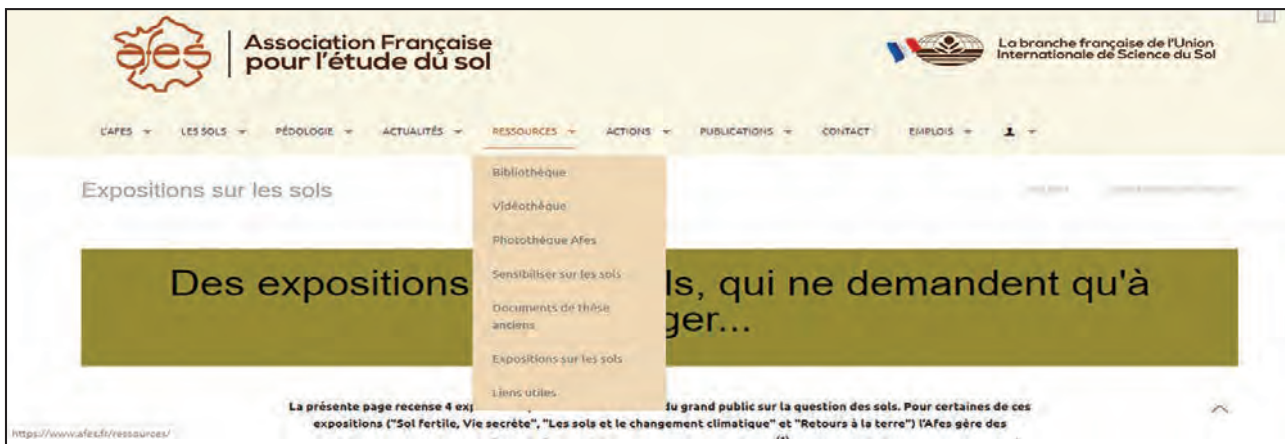 afes
Association Française
pour l'étude du sol
La branche française de l'Union
Internationale de Science du Sol
L'AFES LES SOLS PÉDOLOGIE ACTUALITÉS RESSOURCES ACTIONS PUBLICATIONS CONTACT EMPLOIS
Bibliothèque
Vidéothèque
Photothèque Afes
Sensibiliser sur les sols
Documents de thèse
anciens
Expositions sur les sols
Liens utiles
Expositions sur les sols
Des expositions ls, qui ne demandent qu'à
ger...
La présente page recense 4 exp du grand public sur la question des sols. Pour certaines de ces
expositions ("Sol fertile, Vie secrète", "Les sols et le changement climatique" et "Retours à la terre") l'Afes gère des
https://www.afes.fr/ressources/